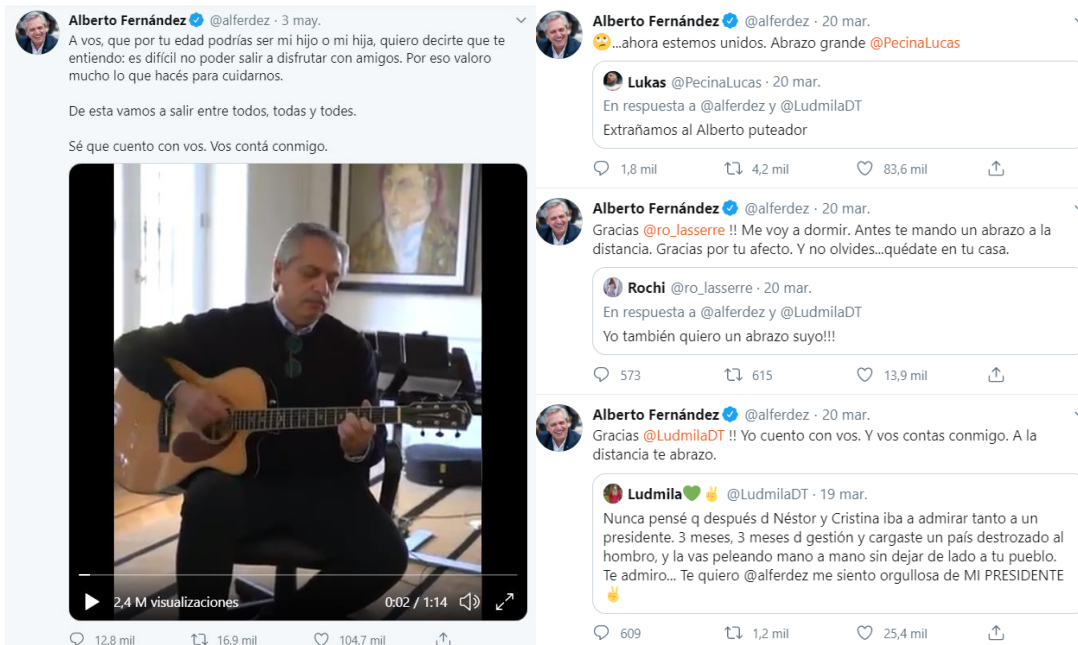 Alberto Fernández @alferdez · 3 may.
A vos, que por tu edad podrías ser mi hijo o mi hija, quiero decirte que te
entiendo: es difícil no poder salir a disfrutar con amigos. Por eso valoro
mucho lo que hacés para cuidarnos.
De esta vamos a salir entre todos, todas y todes.
Sé que cuento con vos. Vos contá conmigo.
2,4 M visualizaciones
0:02 / 1:14
12,8 mil 16,9 mil 104,7 mil
Alberto Fernández @alferdez · 20 mar.
🙄...ahora estemos unidos. Abrazo grande @PecinaLucas
Lukas @PecinaLucas · 20 mar.
En respuesta a @alferdez y @LudmilaDT
Extrañamos al Alberto puteador
1,8 mil 4,2 mil 83,6 mil
Alberto Fernández @alferdez · 20 mar.
Gracias @ro_lasserre !! Me voy a dormir. Antes te mando un abrazo a la
distancia. Gracias por tu afecto. Y no olvides...quédate en tu casa.
Rochi @ro_lasserre · 20 mar.
En respuesta a @alferdez y @LudmilaDT
Yo también quiero un abrazo suyo!!!
573 615 13,9 mil
Alberto Fernández @alferdez · 20 mar.
Gracias @LudmilaDT !! Yo cuento con vos. Y vos contas conmigo. A la
distancia te abrazo.
Ludmila💚✌ @LudmilaDT · 19 mar.
Nunca pensé q después d Néstor y Cristina iba a admirar tanto a un
presidente. 3 meses, 3 meses d gestión y cargaste un país destrozado al
hombro, y la vas peleando mano a mano sin dejar de lado a tu pueblo.
Te admiro... Te quiero @alferdez me siento orgullosa de MI PRESIDENTE
✌
609 1,2 mil 25,4 mil